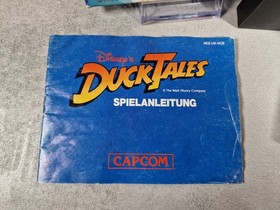 DISNEY'S
DUCKTALES
© The Walt Disney Company
SPIELANLEITUNG
CAPCOM